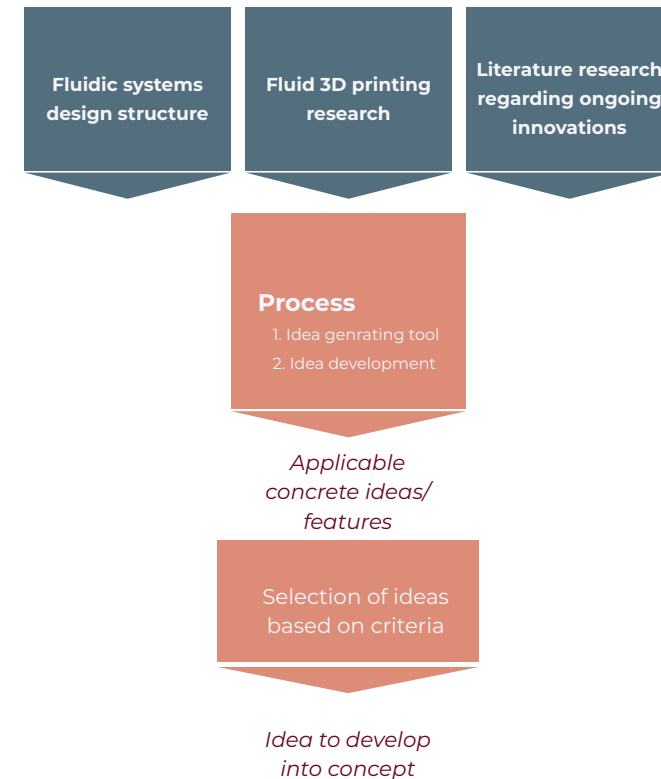 Fluidic systems
design structure
Fluid 3D printing
research
Literature research
regarding ongoing
innovations
Process
1. Idea genrating tool
2. Idea development
Applicable
concrete ideas/
features
Selection of ideas
based on criteria
Idea to develop
into concept